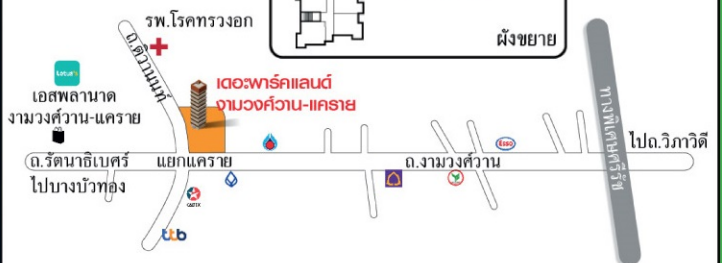 รพ.โรคทรวงอก
ผังขยาย
ถ.ติวานนท์
Lotus's
เอสพลานาด
งามวงศ์วาน-แคราย
เดอะพาร์คแลนด์
งามวงศ์วาน-แคราย
ทางพิเศษศรีรัช
ไปถ.วิภาวดี
Esso
ถ.รัตนาธิเบศร์
แยกแคราย
ถ.งามวงศ์วาน
ไปบางบัวทอง
CALTEX
ttb